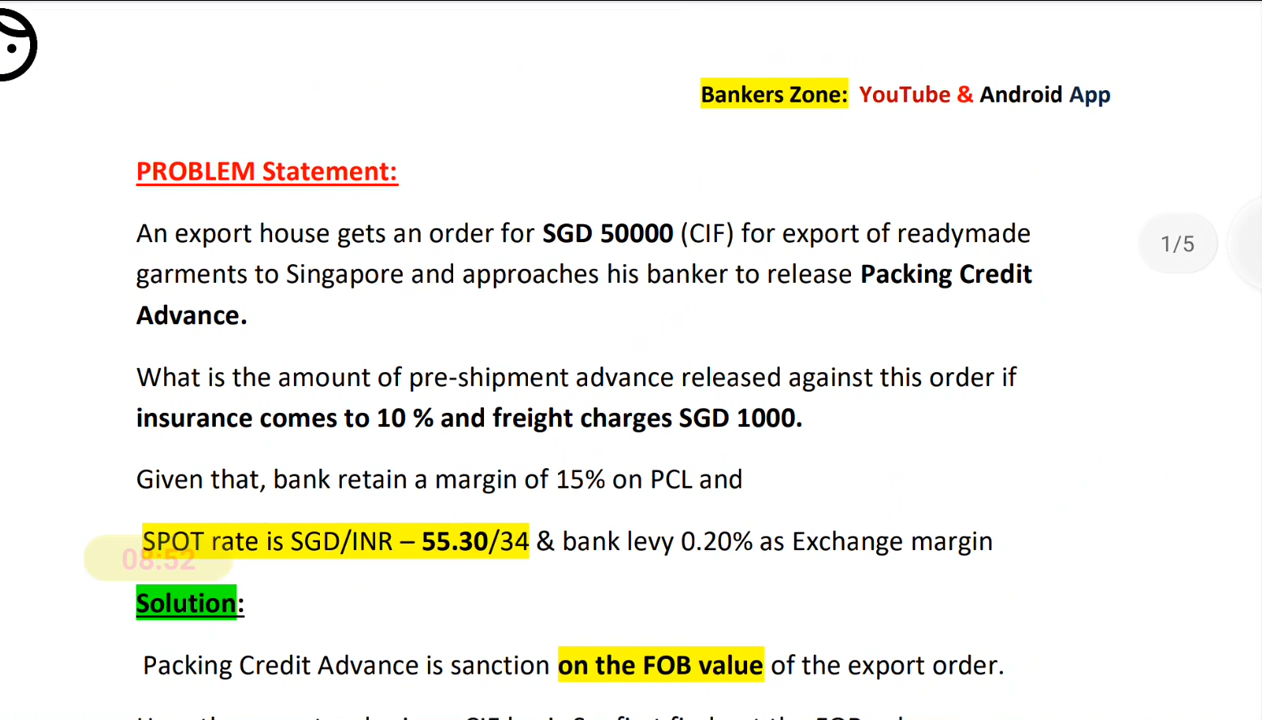 Bankers Zone: YouTube & Android App
PROBLEM Statement:
An export house gets an order for SGD 50000 (CIF) for export of readymade
1/5
garments to Singapore and approaches his banker to release Packing Credit
Advance.
What is the amount of pre-shipment advance released against this order if
insurance comes to 10 % and freight charges SGD 1000.
Given that, bank retain a margin of 15% on PCL and
SPOT rate is SGD/INR – 55.30/34 & bank levy 0.20% as Exchange margin
08:52
Solution:
Packing Credit Advance is sanction on the FOB value of the export order.